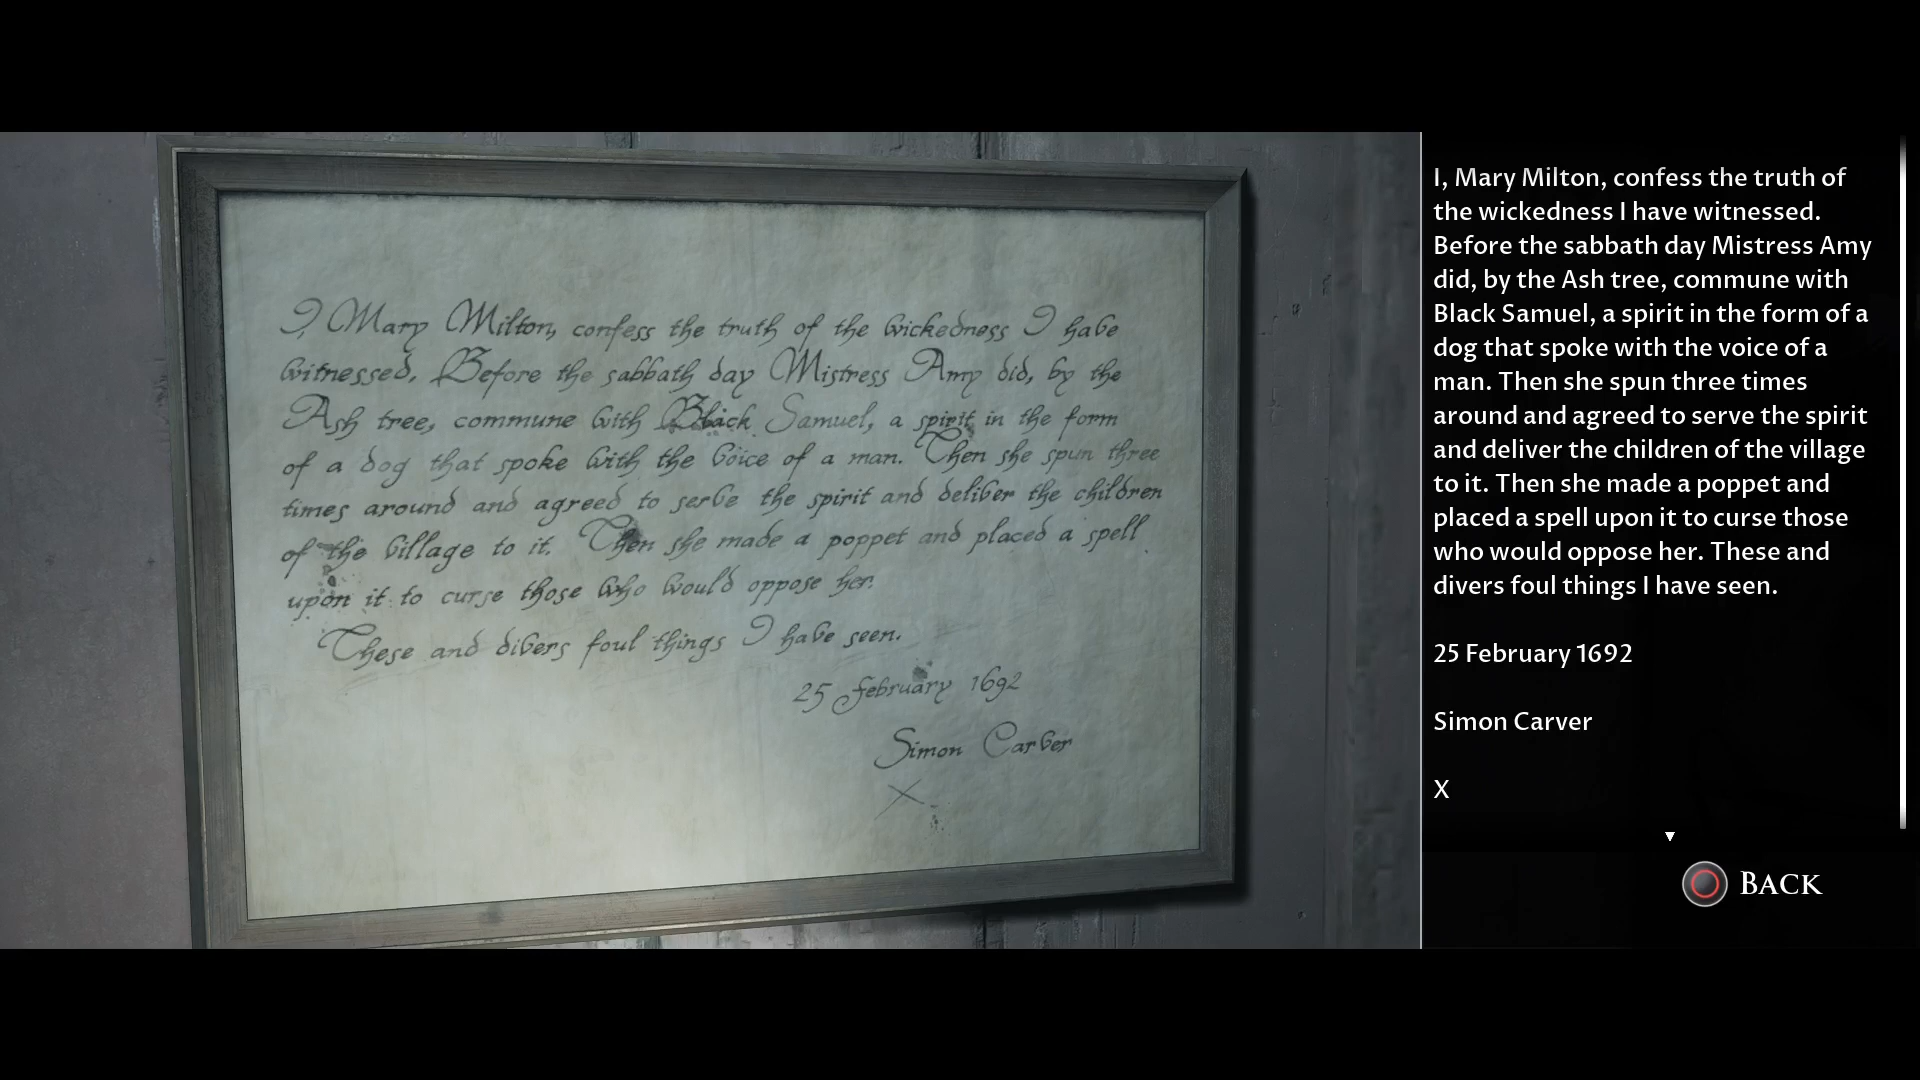 I, Mary Milton, confess the truth of the wickedness I have
witnessed. Before the sabbath day Mistress Amy did, by the
Ash tree, commune with Black Samuel, a spirit in the form
of a dog that spoke with the voice of a man. Then she spun three
times around and agreed to serve the spirit and deliver the children
of the village to it. Then she made a poppet and placed a spell
upon it to curse those who would oppose her.
These and divers foul things I have seen.
25 February 1692
Simon Carver
X
I, Mary Milton, confess the truth of
the wickedness I have witnessed.
Before the sabbath day Mistress Amy
did, by the Ash tree, commune with
Black Samuel, a spirit in the form of a
dog that spoke with the voice of a
man. Then she spun three times
around and agreed to serve the spirit
and deliver the children of the village
to it. Then she made a poppet and
placed a spell upon it to curse those
who would oppose her. These and
divers foul things I have seen.
25 February 1692
Simon Carver
X
BACK